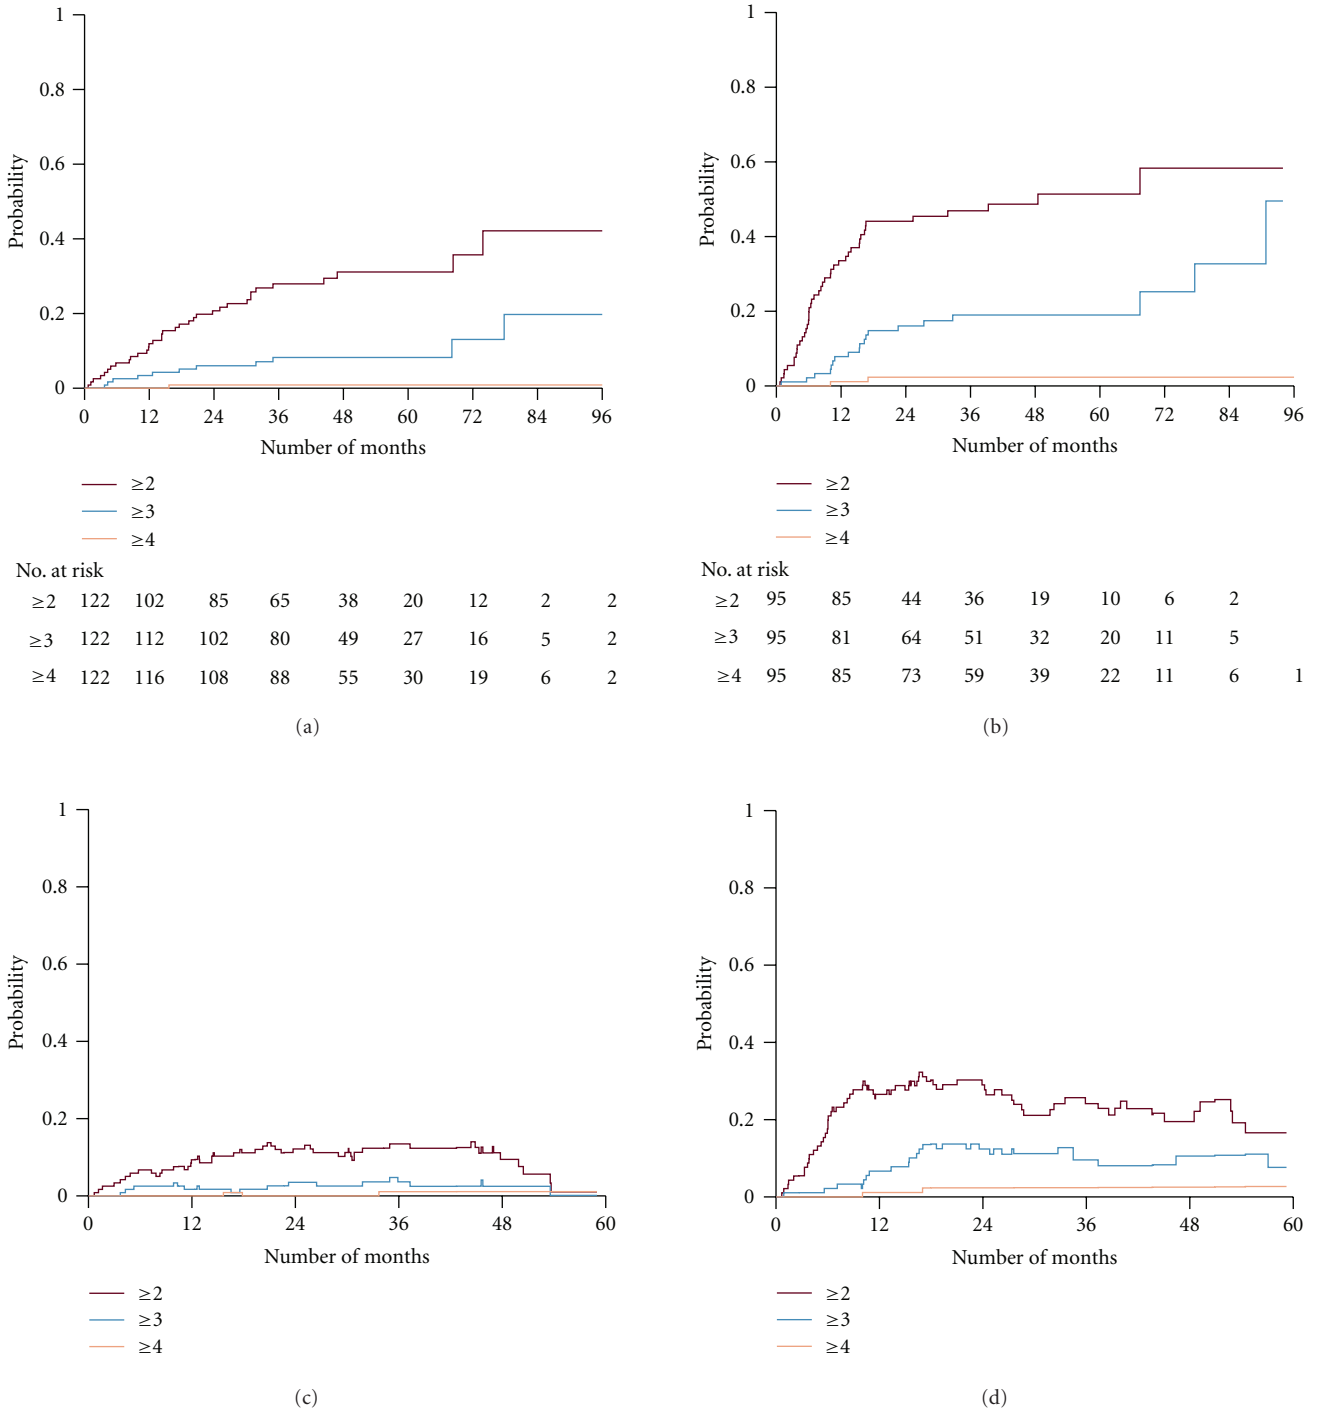 1
0.8
0.6
0.4
0.2
0
Probability
0 12 24 36 48 60 72 84 96
Number of months
≥2
≥3
≥4
No. at risk
≥2 122 102 85 65 38 20 12 2 2
≥3 122 112 102 80 49 27 16 5 2
≥4 122 116 108 88 55 30 19 6 2
(a)
1
0.8
0.6
0.4
0.2
0
Probability
0 12 24 36 48 60 72 84 96
Number of months
≥2
≥3
≥4
No. at risk
≥2 95 85 44 36 19 10 6 2
≥3 95 81 64 51 32 20 11 5
≥4 95 85 73 59 39 22 11 6 1
(b)
1
0.8
0.6
0.4
0.2
0
Probability
0 12 24 36 48 60
Number of months
≥2
≥3
≥4
(c)
1
0.8
0.6
0.4
0.2
0
Probability
0 12 24 36 48 60
Number of months
≥2
≥3
≥4
(d)